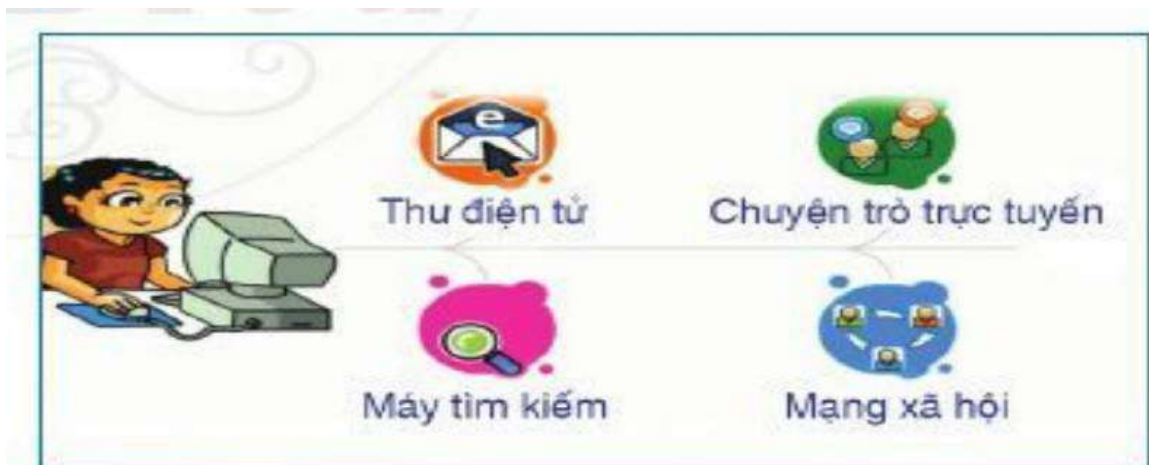 Thư điện tử
Chuyện trò trực tuyến
Máy tìm kiếm
Mạng xã hội